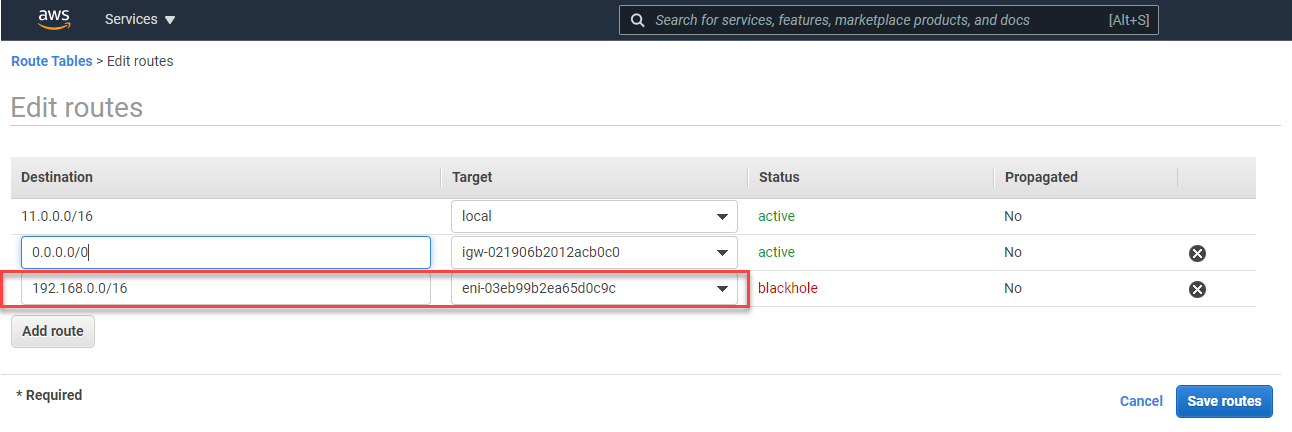 aws Services Search for services, features, marketplace products, and docs [Alt+S]
Route Tables > Edit routes
Edit routes
Destination Target Status Propagated
11.0.0.0/16 local active No
0.0.0.0/0 igw-021906b2012acb0c0 active No
192.168.0.0/16 eni-03eb99b2ea65d0c9c blackhole No
Add route
* Required
Cancel Save routes